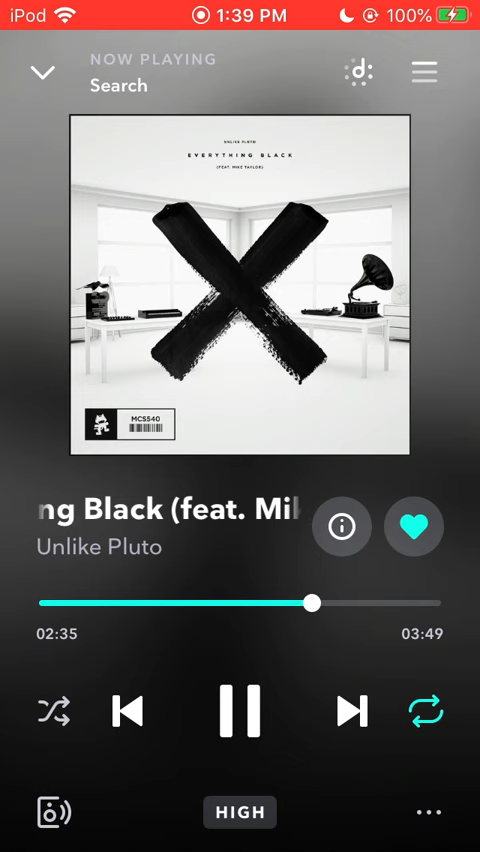 iPod 1:39 PM 100%
NOW PLAYING
Search
UNLIKE PLUTO
EVERYTHING BLACK
(FEAT. MIKE TAYLOR)
MCS540
ng Black (feat. Mik
Unlike Pluto
02:35 03:49
HIGH